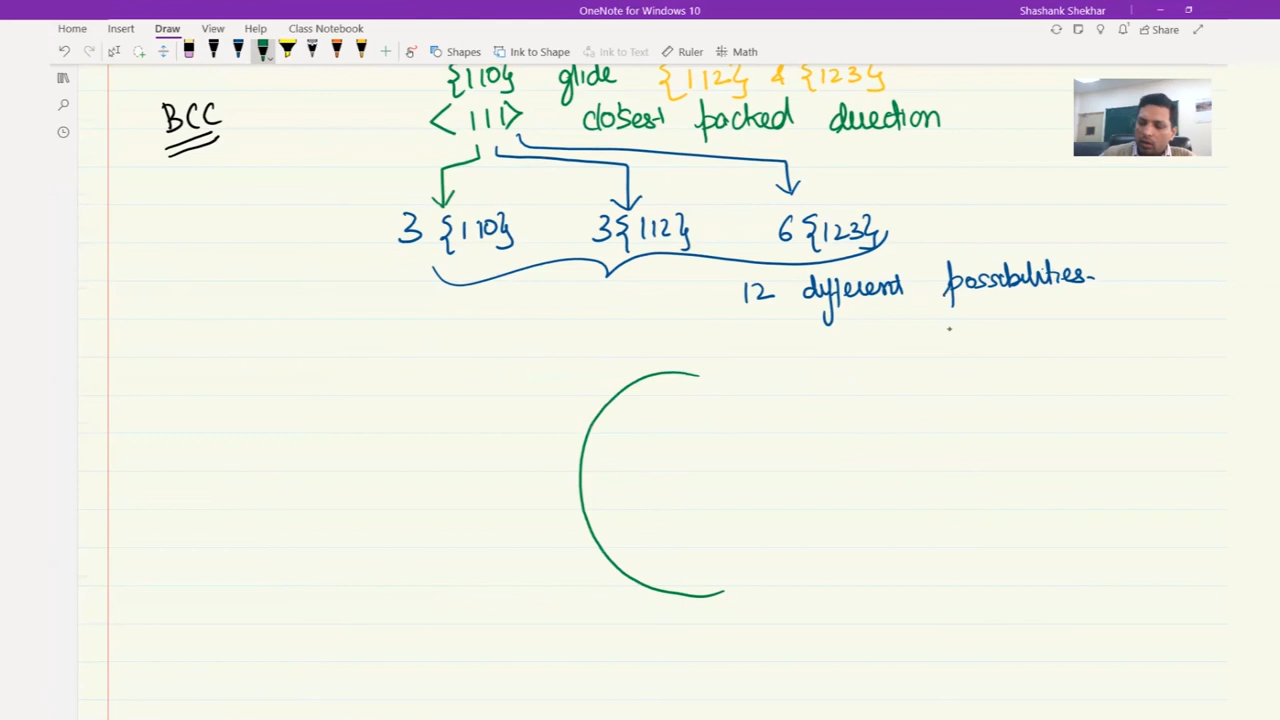 OneNote for Windows 10
Shashank Shekhar
Home Insert Draw View Help Class Notebook
Share
Shapes Ink to Shape Ink to Text Ruler Math
{110} glide {112} & {123}
BCC
<111> closest packed direction
3 {110} 3{112} 6{123}
12 different possibilities-